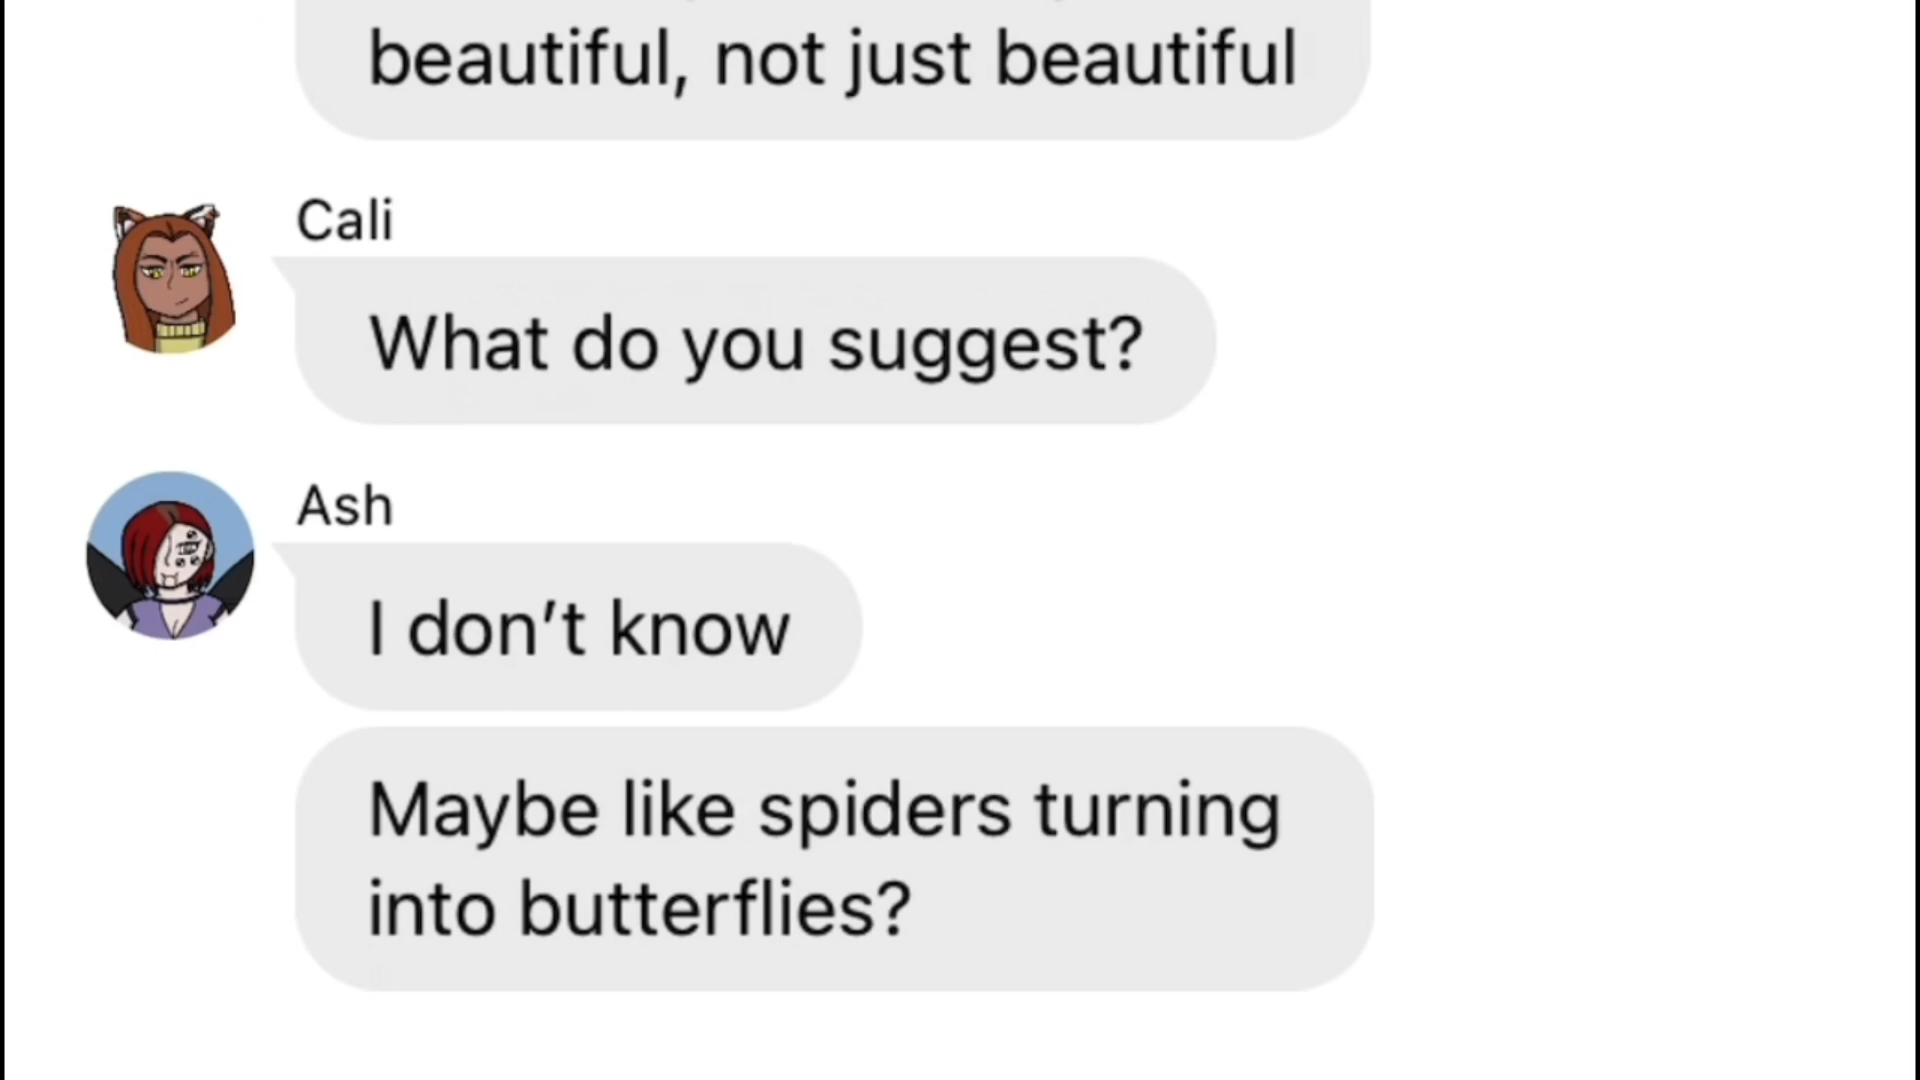 beautiful, not just beautiful
Cali
What do you suggest?
Ash
I don’t know
Maybe like spiders turning
into butterflies?